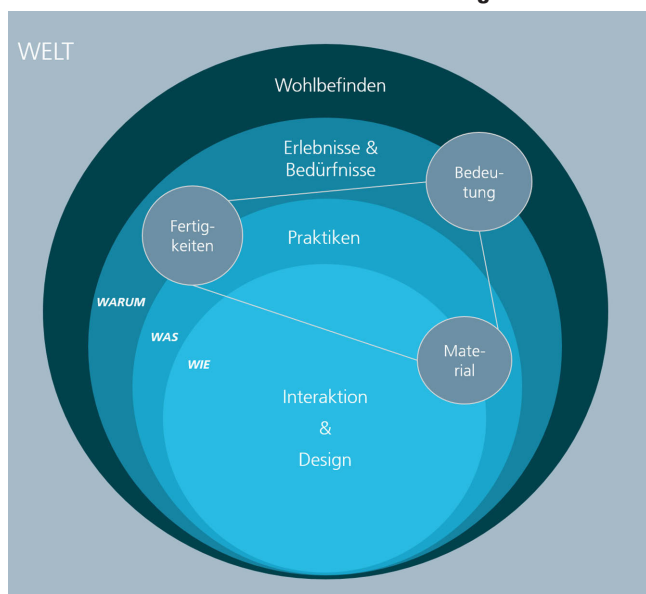 WELT
Wohlbefinden
Erlebnisse &
Bedürfnisse
Bedeu-
tung
Fertig-
keiten
Praktiken
WARUM
WAS
WIE
Mate-
rial
Interaktion
&
Design